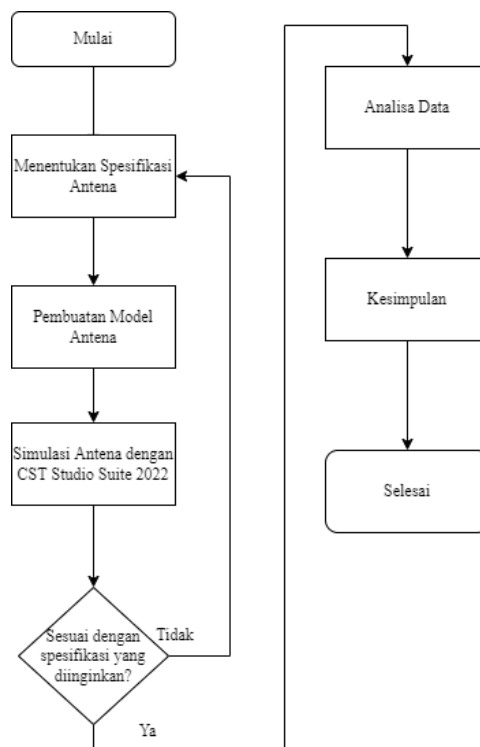 Mulai
Menentukan Spesifikasi
Antena
Pembuatan Model
Antena
Simulasi Antena dengan
CST Studio Suite 2022
Sesuai dengan
spesifikasi yang
diinginkan?
Tidak
Ya
Analisa Data
Kesimpulan
Selesai